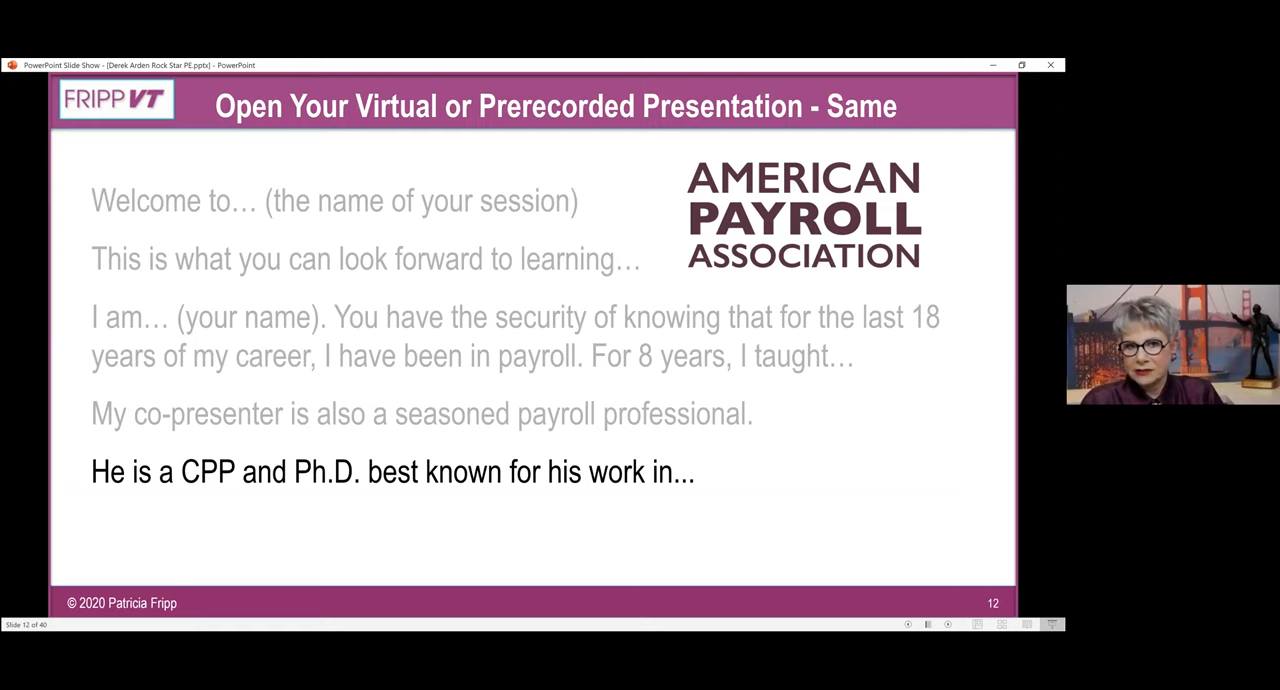 PowerPoint Slide Show - [Derek Arden Rock Star PE.pptx] - PowerPoint
FRIPP VT
Open Your Virtual or Prerecorded Presentation - Same
AMERICAN
PAYROLL
ASSOCIATION
Welcome to… (the name of your session)
This is what you can look forward to learning…
I am… (your name). You have the security of knowing that for the last 18
years of my career, I have been in payroll. For 8 years, I taught…
My co-presenter is also a seasoned payroll professional.
He is a CPP and Ph.D. best known for his work in...
© 2020 Patricia Fripp
12
Slide 12 of 40